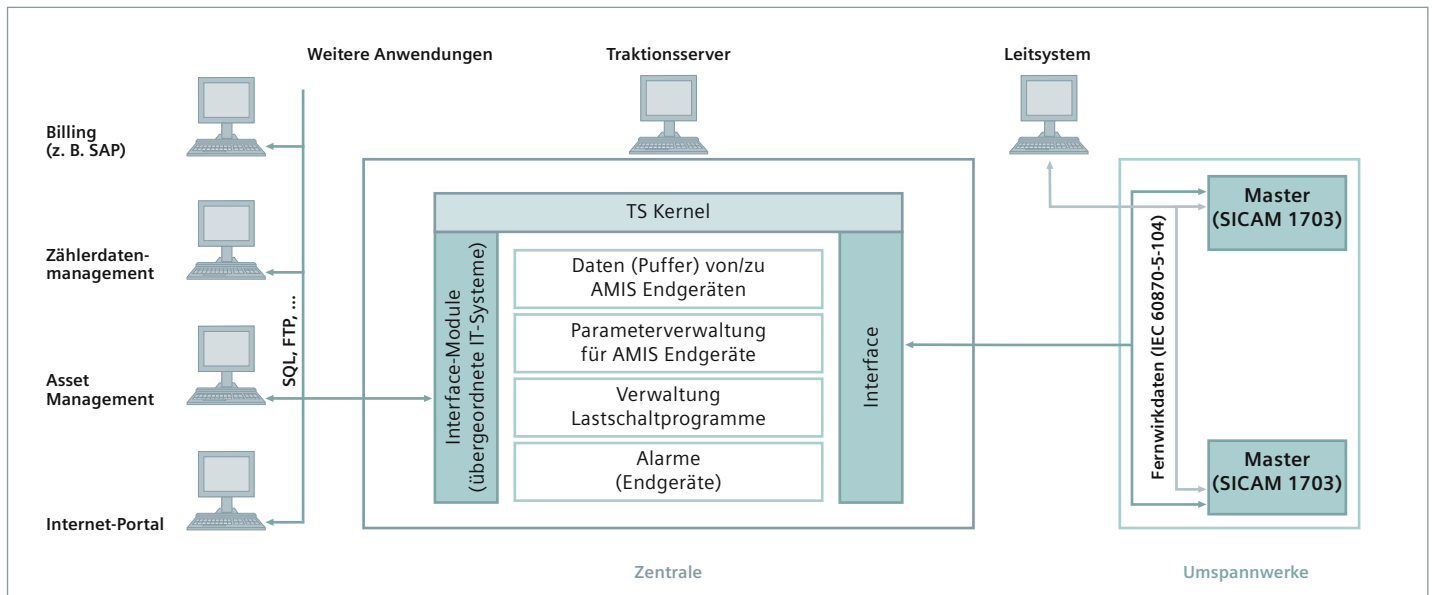 Weitere Anwendungen
Traktionsserver
Leitsystem
Billing
(z. B. SAP)
Zählerdaten-
management
Asset
Management
Internet-Portal
SQL, FTP, ...
TS Kernel
Interface-Module
(übergeordnete IT-Systeme)
Daten (Puffer) von/zu
AMIS Endgeräten
Parameterverwaltung
für AMIS Endgeräte
Verwaltung
Lastschaltprogramme
Alarme
(Endgeräte)
Interface
Fernwirkdaten (IEC 60870-5-104)
Master
(SICAM 1703)
Master
(SICAM 1703)
Zentrale
Umspannwerke